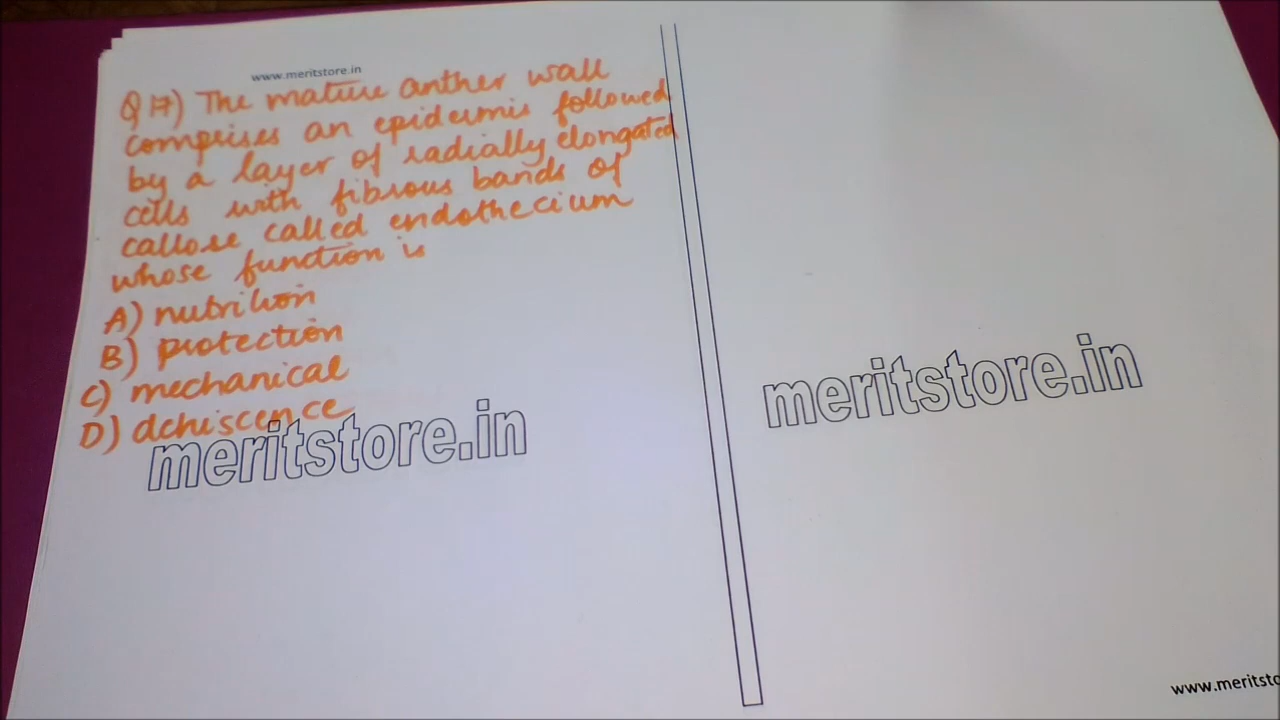 www.meritstore.in
Q 17) The mature anther wall
comprises an epidermis followed
by a layer of radially elongated
cells with fibrous bands of
callose called endothecium
whose function is
A) nutrition
B) protection
C) mechanical
D) dehiscence
meritstore.in
meritstore.in
www.meritsto